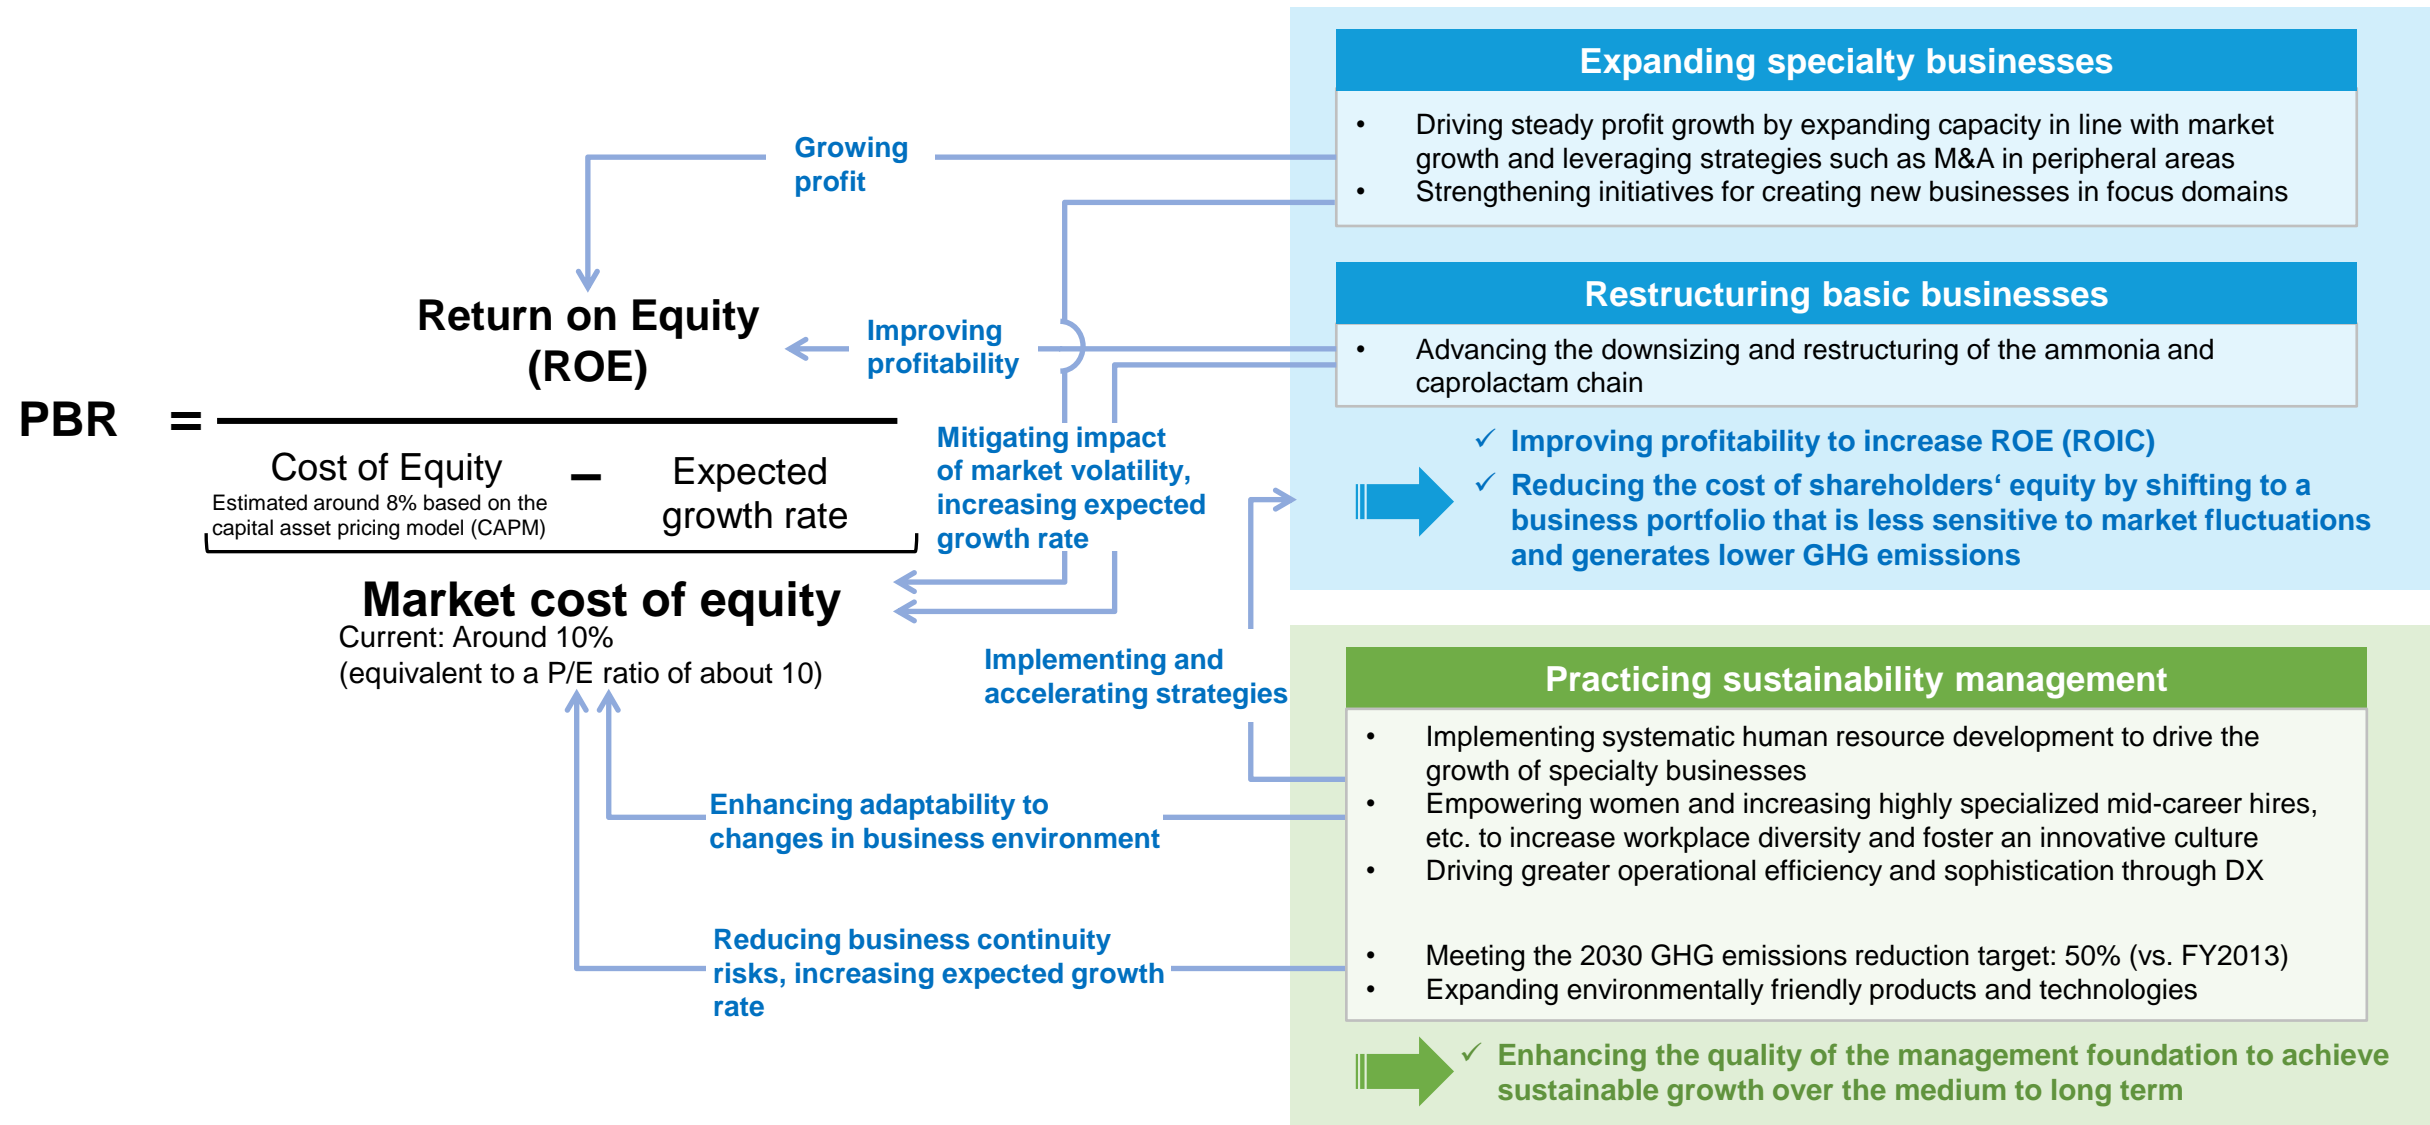 PBR
=
Return on Equity
(ROE)
Cost of Equity
Estimated around 8% based on the
capital asset pricing model (CAPM)
–
Expected
growth rate
Market cost of equity
Current: Around 10%
(equivalent to a P/E ratio of about 10)
Growing
profit
Improving
profitability
Mitigating impact
of market volatility,
increasing expected
growth rate
Implementing and
accelerating strategies
Enhancing adaptability to
changes in business environment
Reducing business continuity
risks, increasing expected growth
rate
Expanding specialty businesses
• Driving steady profit growth by expanding capacity in line with market
growth and leveraging strategies such as M&A in peripheral areas
• Strengthening initiatives for creating new businesses in focus domains
Restructuring basic businesses
• Advancing the downsizing and restructuring of the ammonia and
caprolactam chain
✓ Improving profitability to increase ROE (ROIC)
✓ Reducing the cost of shareholders‘ equity by shifting to a
business portfolio that is less sensitive to market fluctuations
and generates lower GHG emissions
Practicing sustainability management
• Implementing systematic human resource development to drive the
growth of specialty businesses
• Empowering women and increasing highly specialized mid-career hires,
etc. to increase workplace diversity and foster an innovative culture
• Driving greater operational efficiency and sophistication through DX
• Meeting the 2030 GHG emissions reduction target: 50% (vs. FY2013)
• Expanding environmentally friendly products and technologies
✓ Enhancing the quality of the management foundation to achieve
sustainable growth over the medium to long term